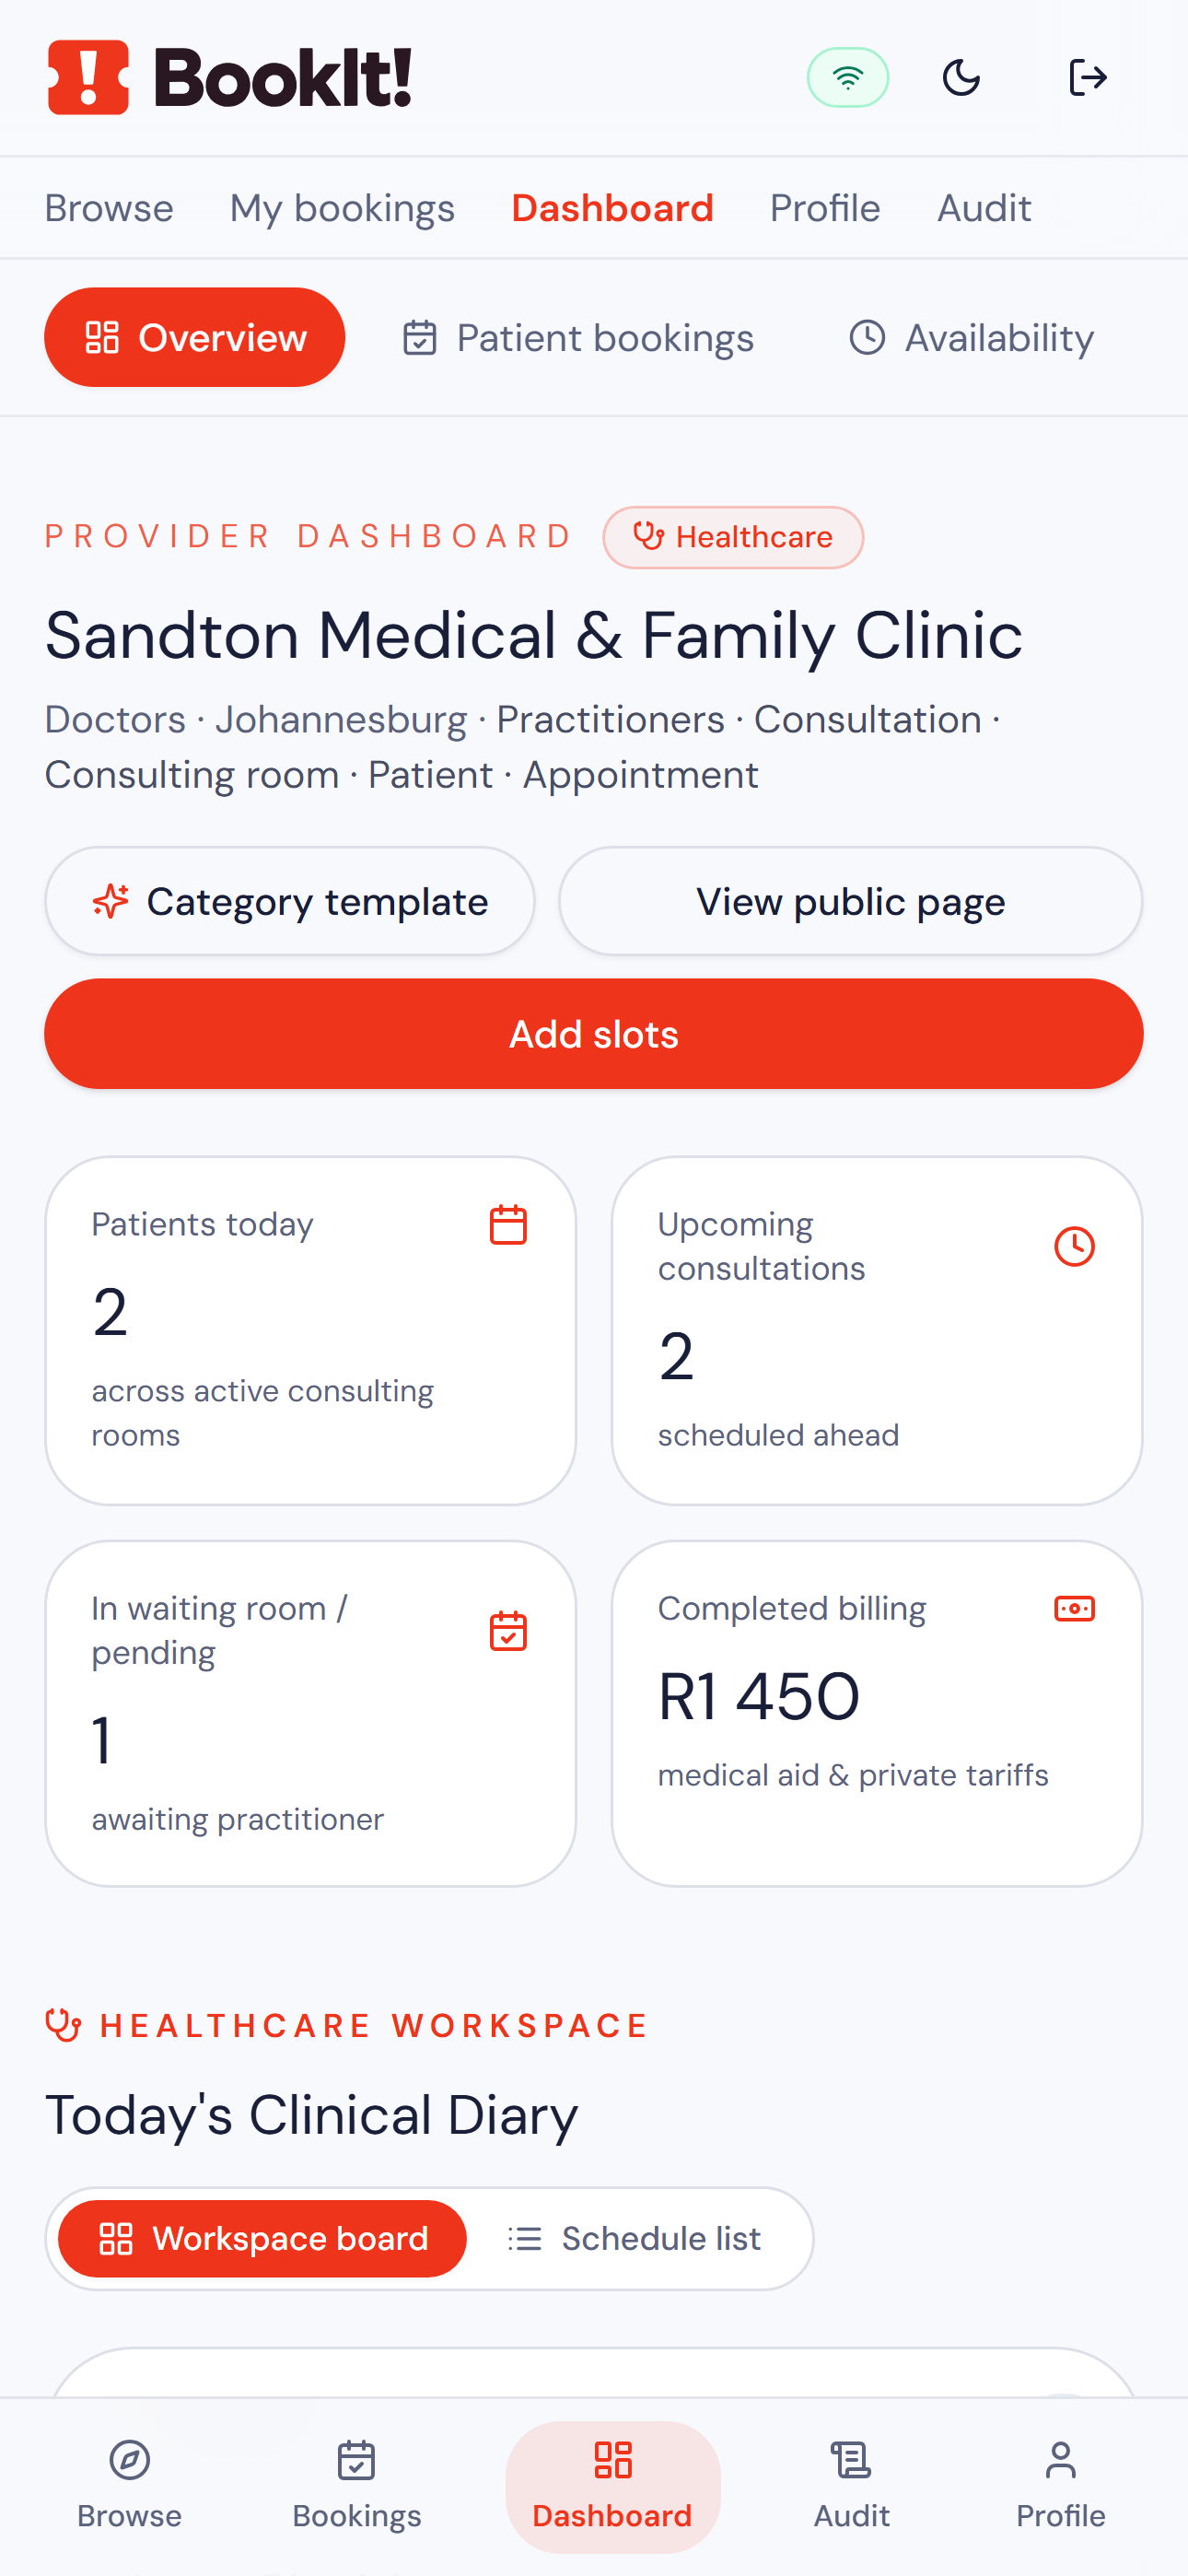 BookIt!
Browse My bookings Dashboard Profile Audit
Overview Patient bookings Availability
PROVIDER DASHBOARD Healthcare
Sandton Medical & Family Clinic
Doctors · Johannesburg · Practitioners · Consultation ·
Consulting room · Patient · Appointment
Category template View public page
Add slots
Patients today
2
across active consulting
rooms
Upcoming
consultations
2
scheduled ahead
In waiting room /
pending
1
awaiting practitioner
Completed billing
R1 450
medical aid & private tariffs
HEALTHCARE WORKSPACE
Today's Clinical Diary
Workspace board Schedule list
Browse Bookings Dashboard Audit Profile